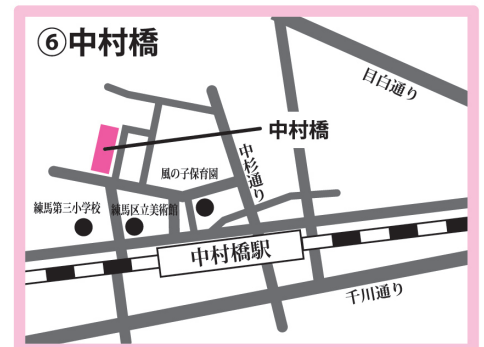 ⑥中村橋
目白通り
中村橋
中杉通り
風の子保育園
練馬第三小学校
練馬区立美術館
中村橋駅
千川通り